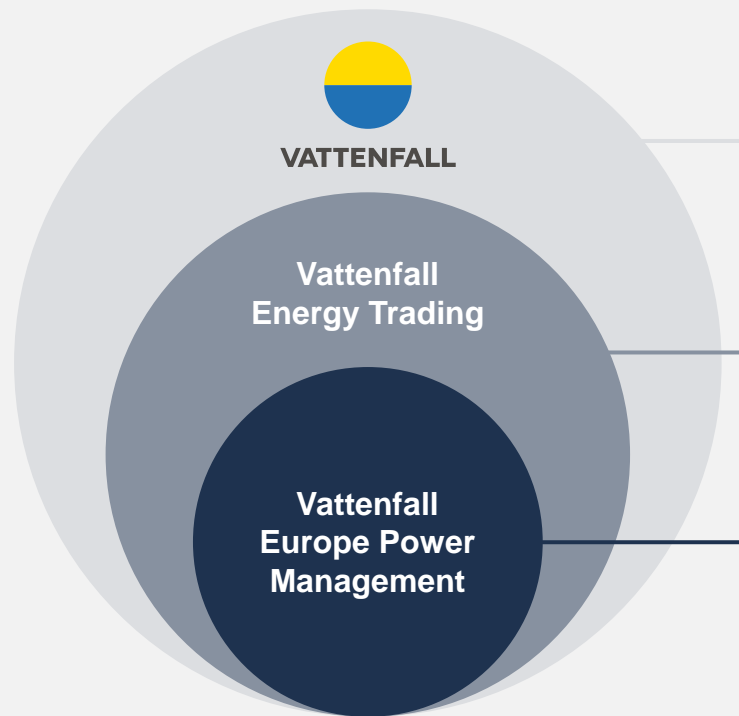 VATTENFALL
Vattenfall
Energy Trading
Vattenfall
Europe Power
Management